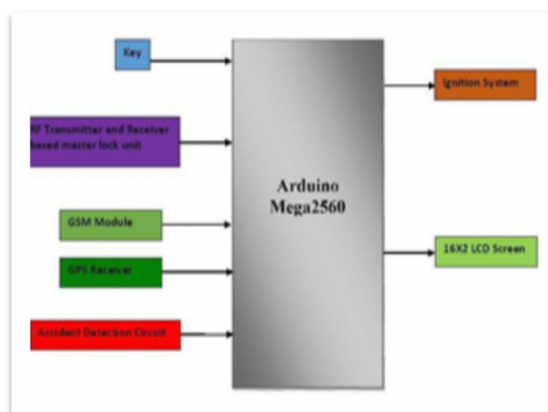 Key
RF Transmitter and Receiver
based master lock unit
GSM Module
GPS Receiver
Accident Detection Circuit
Arduino
Mega2560
Ignition System
16X2 LCD Screen